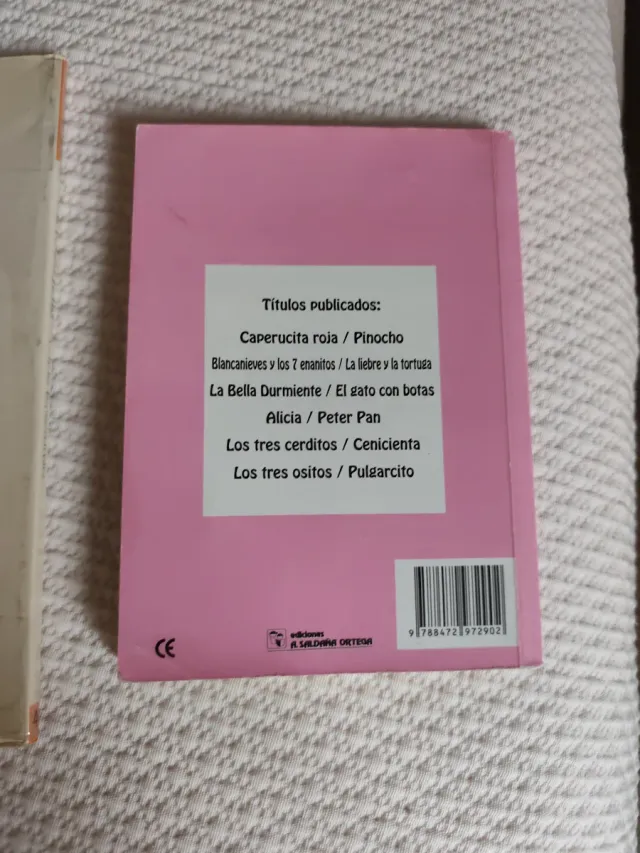 Títulos publicados:
Caperucita roja / Pinocho
Blancanieves y los 7 enanitos / La liebre y la tortuga
La Bella Durmiente / El gato con botas
Alicia / Peter Pan
Los tres cerditos / Cenicienta
Los tres ositos / Pulgarcito
CE
ediciones
A. SALDAÑA ORTEGA
9 788472 972902